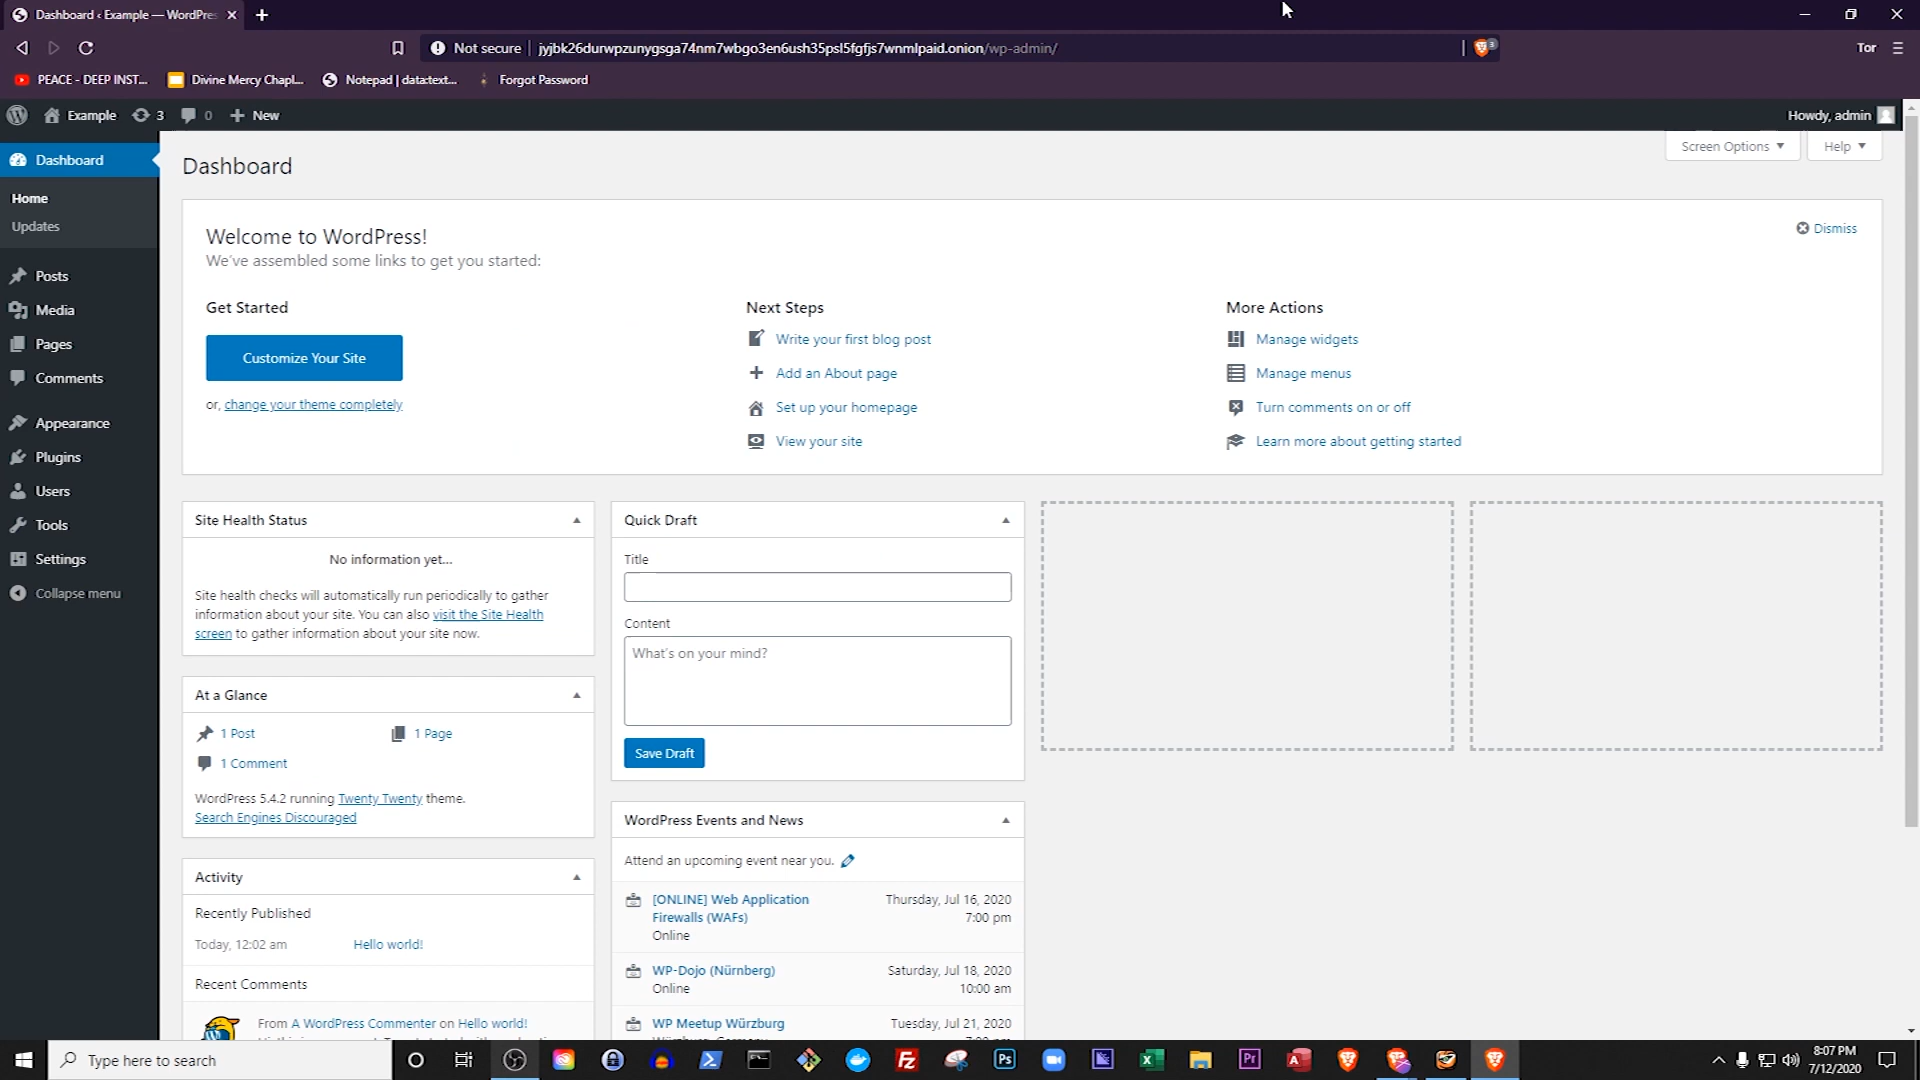 Dashboard ‹ Example — WordPres
Not secure
jyjbk26durwpzunygsga74nm7wbgo3en6ush35psl5fgfjs7wnmlpaid.onion/wp-admin/
3
Tor
PEACE - DEEP INST...
Divine Mercy Chapl...
Notepad | data:text...
Forgot Password
Example
3
0
New
Howdy, admin
Dashboard
Home
Updates
Posts
Media
Pages
Comments
Appearance
Plugins
Users
Tools
Settings
Collapse menu
Dashboard
Screen Options
Help
Welcome to WordPress!
We've assembled some links to get you started:
Dismiss
Get Started
Customize Your Site
or, change your theme completely
Next Steps
Write your first blog post
Add an About page
Set up your homepage
View your site
More Actions
Manage widgets
Manage menus
Turn comments on or off
Learn more about getting started
Site Health Status
No information yet...
Site health checks will automatically run periodically to gather
information about your site. You can also visit the Site Health
screen to gather information about your site now.
At a Glance
1 Post
1 Page
1 Comment
WordPress 5.4.2 running Twenty Twenty theme.
Search Engines Discouraged
Activity
Recently Published
Today, 12:02 am
Hello world!
Recent Comments
From A WordPress Commenter on Hello world!
Quick Draft
Title
Content
What's on your mind?
Save Draft
WordPress Events and News
Attend an upcoming event near you.
[ONLINE] Web Application
Firewalls (WAFs)
Online
Thursday, Jul 16, 2020
7:00 pm
WP-Dojo (Nürnberg)
Online
Saturday, Jul 18, 2020
10:00 am
WP Meetup Würzburg
Tuesday, Jul 21, 2020
Type here to search
8:07 PM
7/12/2020